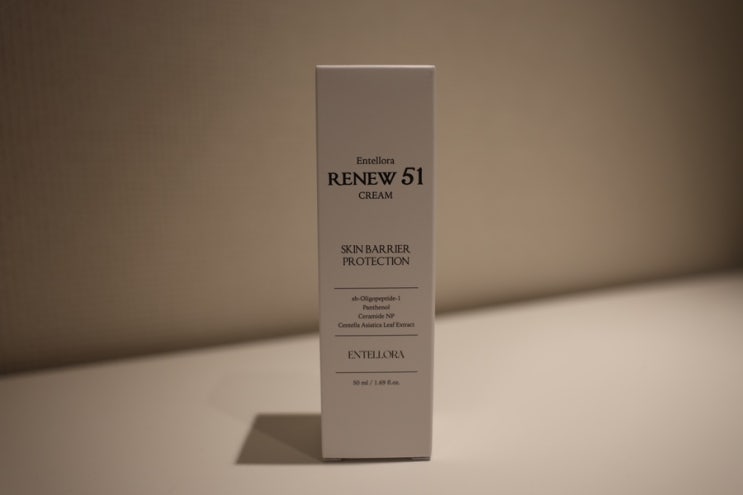 Entellora
RENEW 51
CREAM
SKIN BARRIER
PROTECTION
sh-Oligopeptide-1
Panthenol
Ceramide NP
Centella Asiatica Leaf Extract
ENTELLORA
50 ml / 1.69 fl.oz.